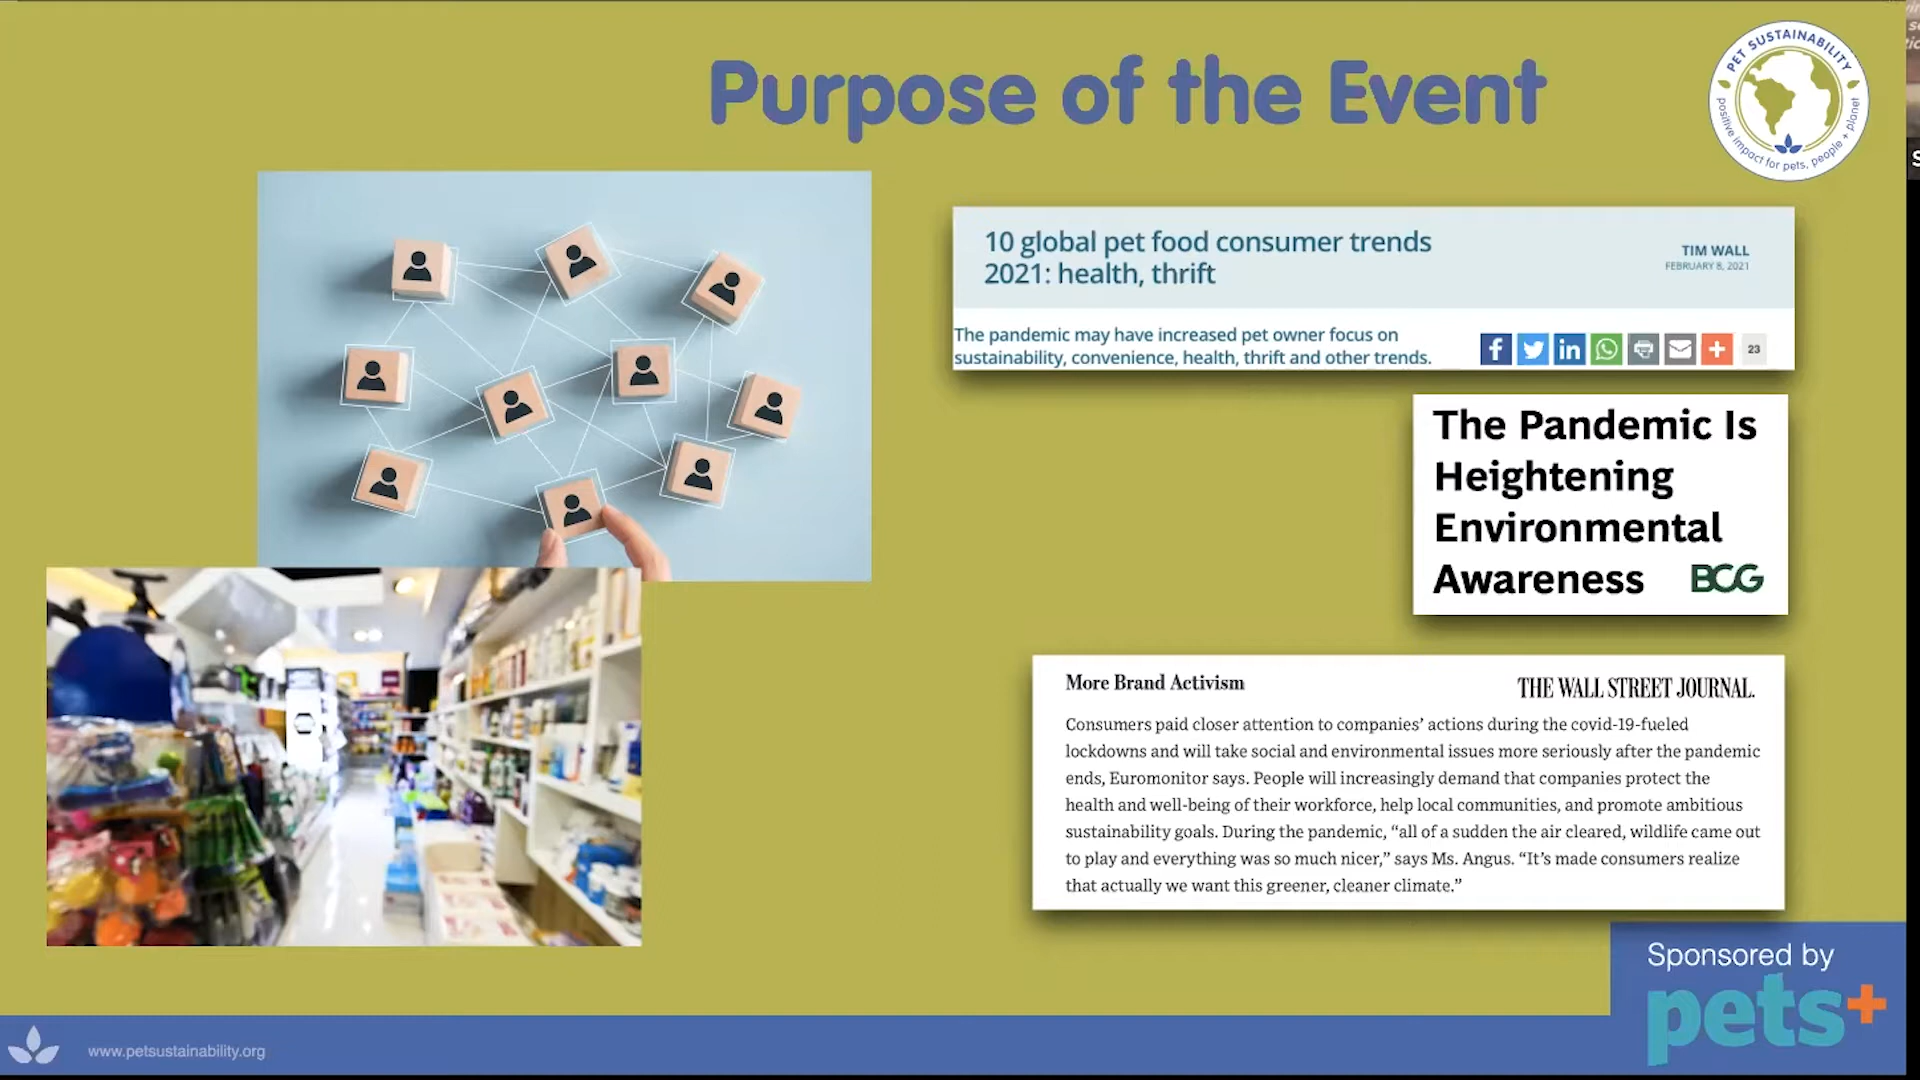 Purpose of the Event
PET SUSTAINABILITY
positive impact for pets, people + planet
10 global pet food consumer trends
2021: health, thrift
TIM WALL
FEBRUARY 8, 2021
The pandemic may have increased pet owner focus on
sustainability, convenience, health, thrift and other trends.
23
The Pandemic Is
Heightening
Environmental
Awareness
BCG
More Brand Activism
THE WALL STREET JOURNAL.
Consumers paid closer attention to companies’ actions during the covid-19-fueled
lockdowns and will take social and environmental issues more seriously after the pandemic
ends, Euromonitor says. People will increasingly demand that companies protect the
health and well-being of their workforce, help local communities, and promote ambitious
sustainability goals. During the pandemic, “all of a sudden the air cleared, wildlife came out
to play and everything was so much nicer,” says Ms. Angus. “It’s made consumers realize
that actually we want this greener, cleaner climate.”
Sponsored by
pets+
www.petsustainability.org